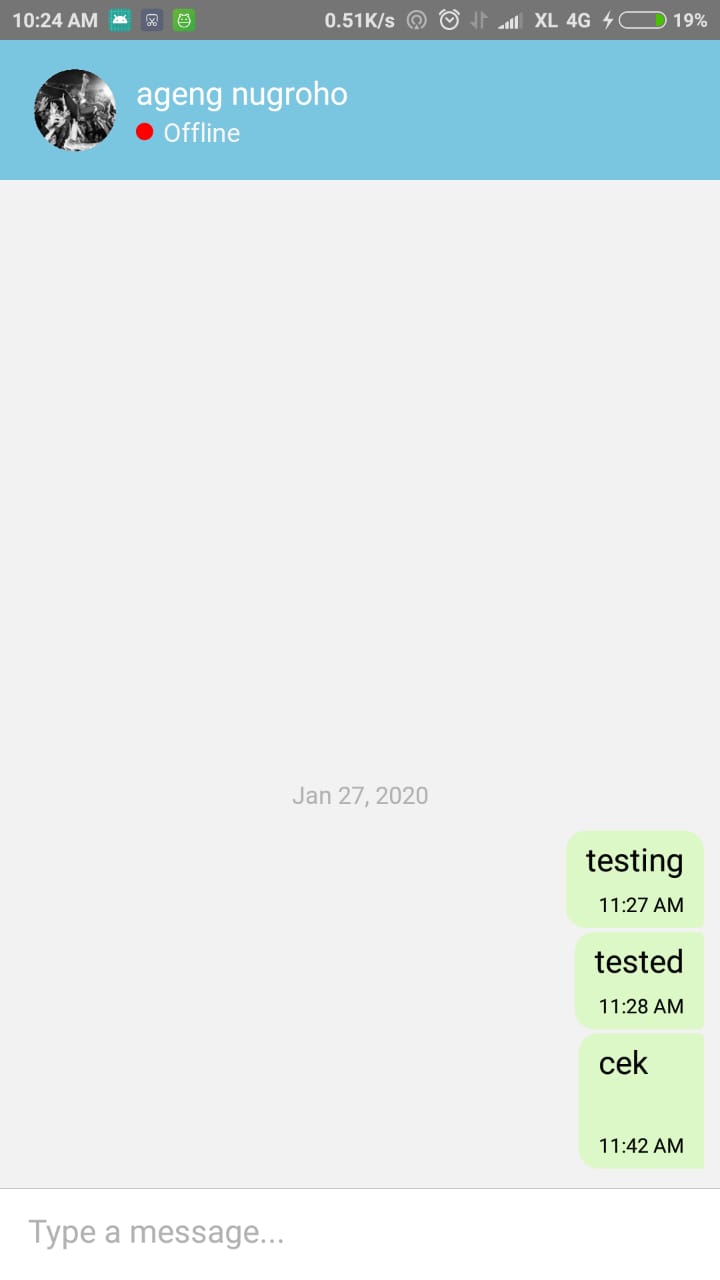 10:24 AM 0.51K/s XL 4G 19%
ageng nugroho
Offline
Jan 27, 2020
testing
11:27 AM
tested
11:28 AM
cek
11:42 AM
Type a message...